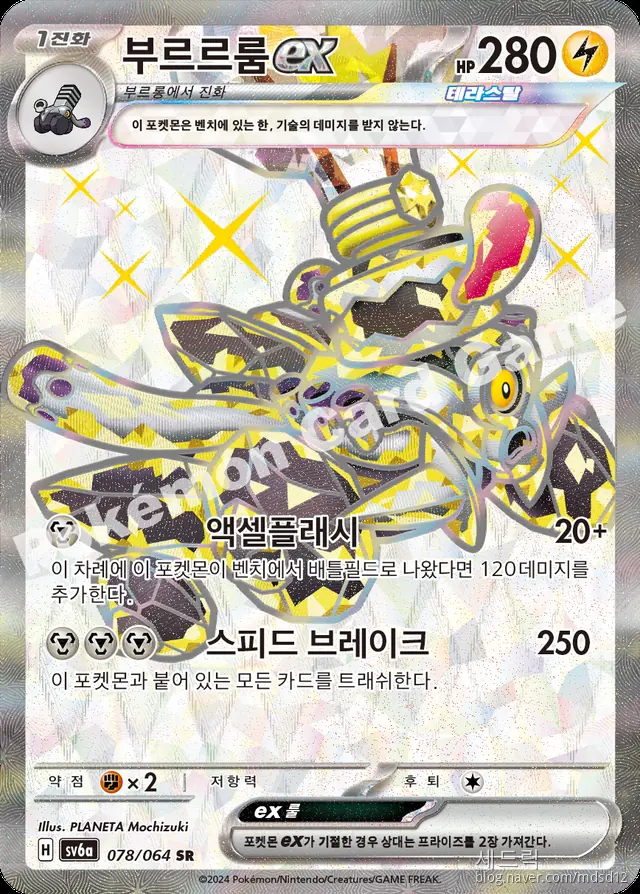 1진화
부르르룸 ex
HP 280
부르롱에서 진화
테라스탈
이 포켓몬은 벤치에 있는 한, 기술의 데미지를 받지 않는다.
Pokémon Card Game
액셀플래시 20+
이 차례에 이 포켓몬이 벤치에서 배틀필드로 나왔다면 120데미지를
추가한다.
스피드 브레이크 250
이 포켓몬과 붙어 있는 모든 카드를 트래쉬한다.
약점 ×2 저항력 후퇴
ex 룰
포켓몬 ex가 기절한 경우 상대는 프라이즈를 2장 가져간다.
Illus. PLANETA Mochizuki
H sv6a 078/064 SR
©2024 Pokémon/Nintendo/Creatures/GAME FREAK.
세드릭
blog.naver.com/mdsd12